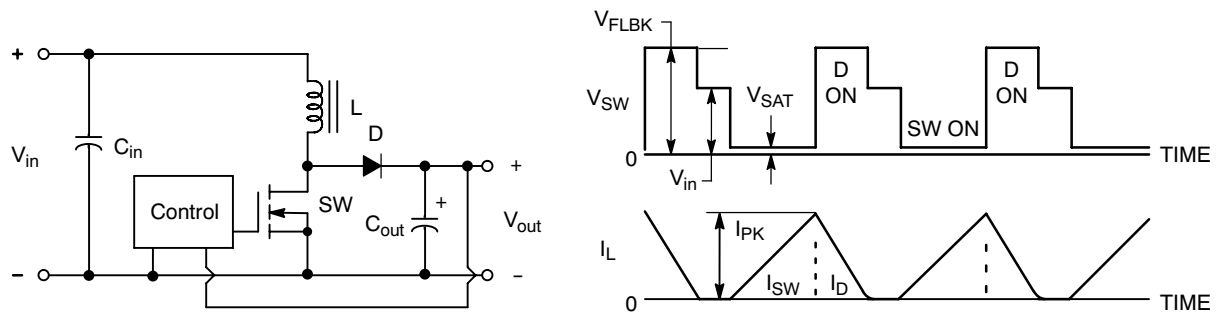 +
V_in
−
C_in
L
D
Control
SW
C_out
+
+
V_out
−
V_FLBK
V_SW
V_SAT
V_in
0
D
ON
SW ON
D
ON
TIME
I_L
I_PK
I_SW
I_D
0
TIME